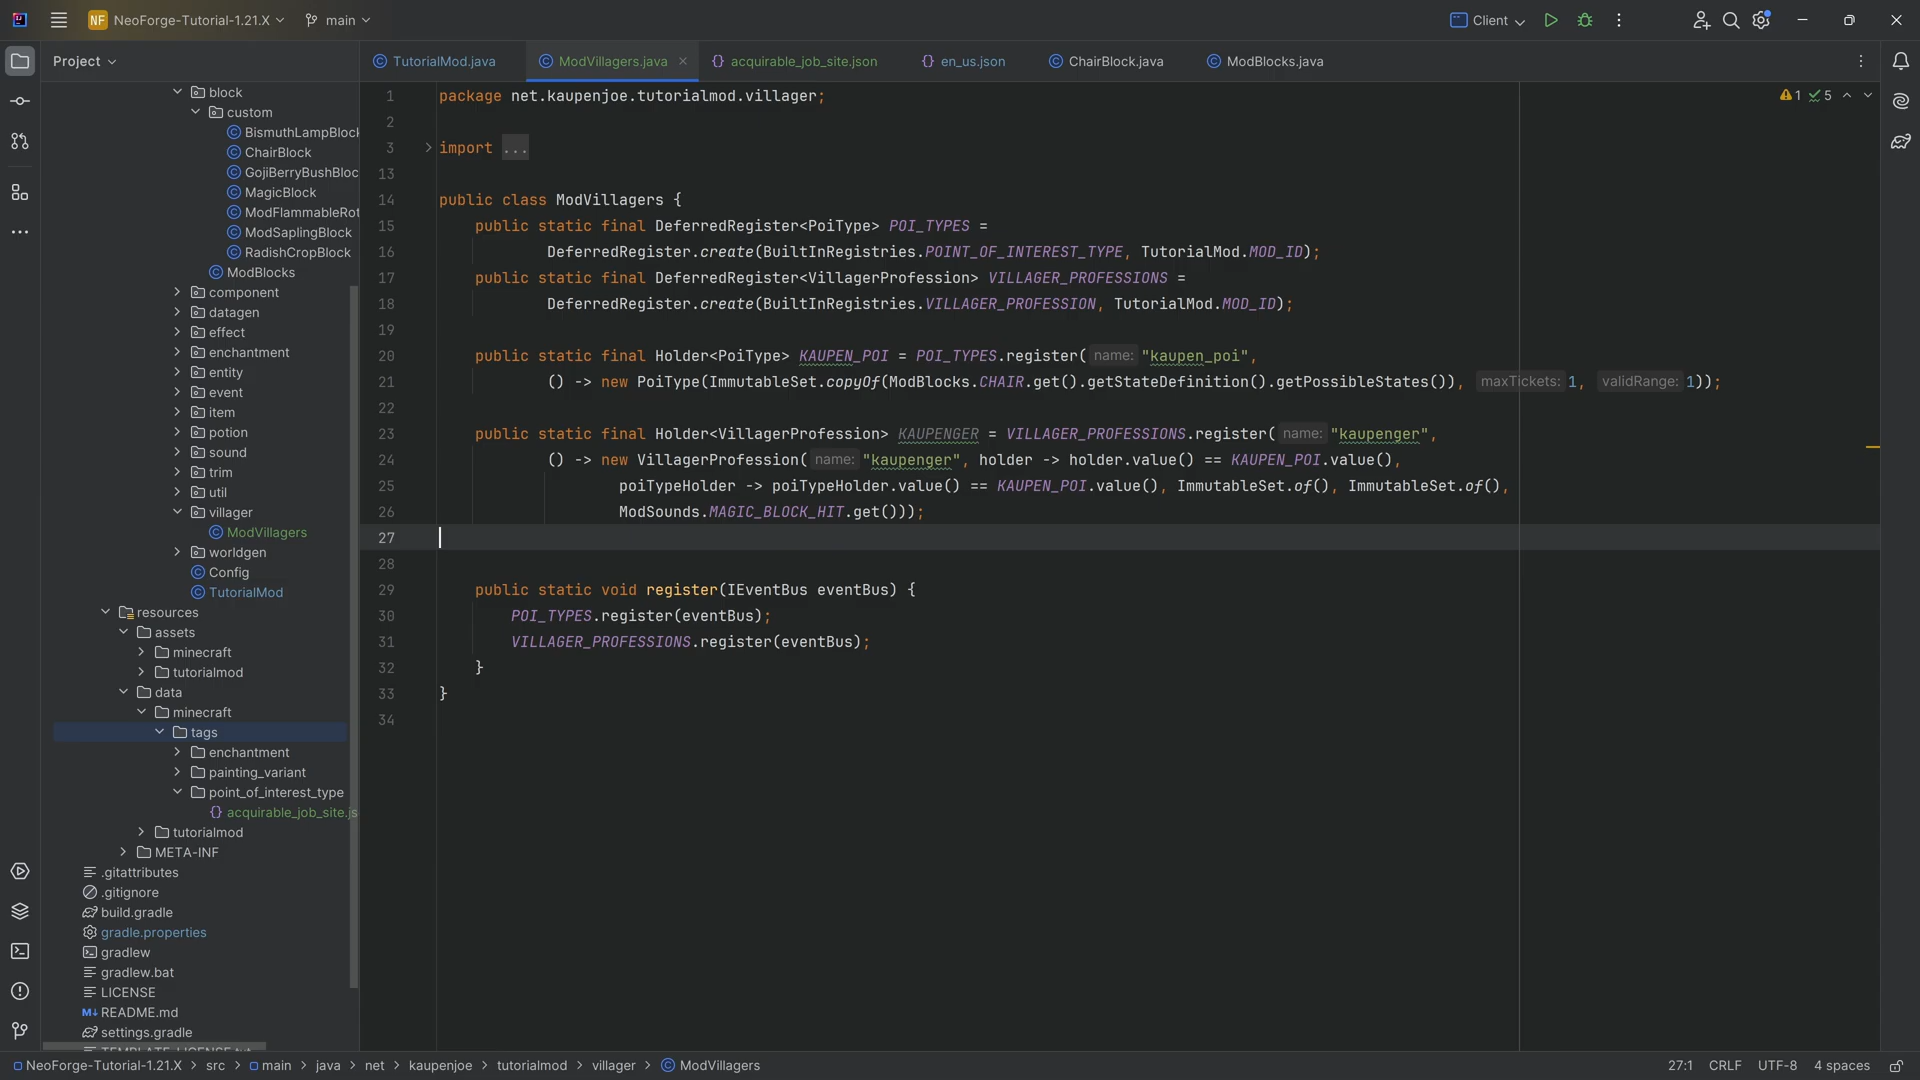 NF NeoForge-Tutorial-1.21.X main Client
Project
TutorialMod.java ModVillagers.java acquirable_job_site.json en_us.json ChairBlock.java ModBlocks.java
block
custom
BismuthLampBlock
ChairBlock
GojiBerryBushBloc
MagicBlock
ModFlammableRot
ModSaplingBlock
RadishCropBlock
ModBlocks
component
datagen
effect
enchantment
entity
event
item
potion
sound
trim
util
villager
ModVillagers
worldgen
Config
TutorialMod
resources
assets
minecraft
tutorialmod
data
minecraft
tags
enchantment
painting_variant
point_of_interest_type
acquirable_job_site.js
tutorialmod
META-INF
.gitattributes
.gitignore
build.gradle
gradle.properties
gradlew
gradlew.bat
LICENSE
M↓ README.md
settings.gradle
1 package net.kaupenjoe.tutorialmod.villager;
2
3 import ...
13
14 public class ModVillagers {
15 public static final DeferredRegister<PoiType> POI_TYPES =
16 DeferredRegister.create(BuiltInRegistries.POINT_OF_INTEREST_TYPE, TutorialMod.MOD_ID);
17 public static final DeferredRegister<VillagerProfession> VILLAGER_PROFESSIONS =
18 DeferredRegister.create(BuiltInRegistries.VILLAGER_PROFESSION, TutorialMod.MOD_ID);
19
20 public static final Holder<PoiType> KAUPEN_POI = POI_TYPES.register( name: "kaupen_poi",
21 () -> new PoiType(ImmutableSet.copyOf(ModBlocks.CHAIR.get().getStateDefinition().getPossibleStates()), maxTickets: 1, validRange: 1));
22
23 public static final Holder<VillagerProfession> KAUPENGER = VILLAGER_PROFESSIONS.register( name: "kaupenger",
24 () -> new VillagerProfession( name: "kaupenger", holder -> holder.value() == KAUPEN_POI.value(),
25 poiTypeHolder -> poiTypeHolder.value() == KAUPEN_POI.value(), ImmutableSet.of(), ImmutableSet.of(),
26 ModSounds.MAGIC_BLOCK_HIT.get()));
27
28
29 public static void register(IEventBus eventBus) {
30 POI_TYPES.register(eventBus);
31 VILLAGER_PROFESSIONS.register(eventBus);
32 }
33 }
34
1 5
NeoForge-Tutorial-1.21.X > src > main > java > net > kaupenjoe > tutorialmod > villager > ModVillagers
27:1 CRLF UTF-8 4 spaces